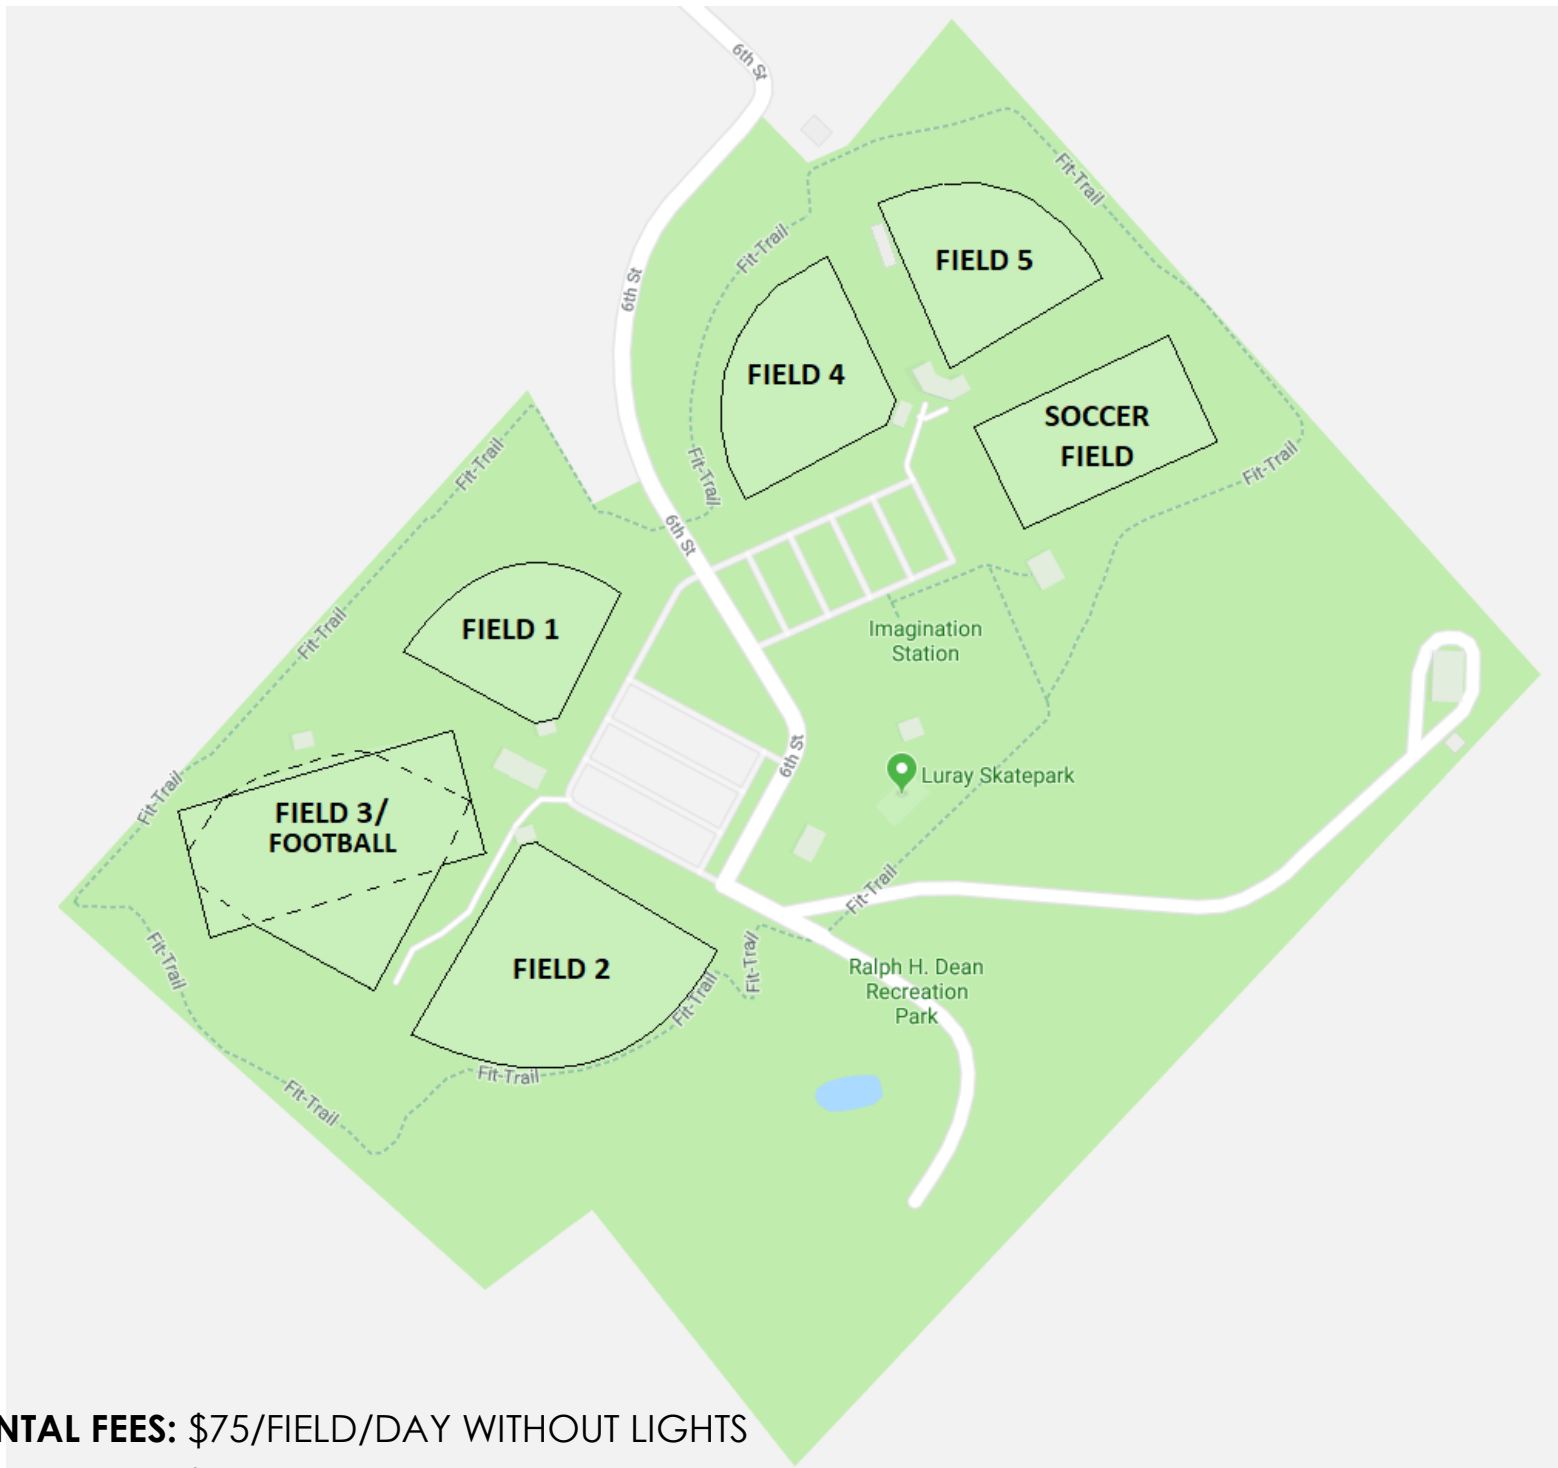 6th St
Fit-Trail
FIELD 5
Fit-Trail
6th St
FIELD 4
SOCCER
FIELD
Fit-Trail
Fit-Trail
Fit-Trail
6th St
FIELD 1
Imagination
Station
Fit-Trail
6th St
Luray Skatepark
Fit-Trail
FIELD 3/
FOOTBALL
Fit-Trail
FIELD 2
Fit-Trail
Fit-Trail
Fit-Trail
Ralph H. Dean
Recreation
Park
Fit-Trail
Fit-Trail
NTAL FEES: $75/FIELD/DAY WITHOUT LIGHTS